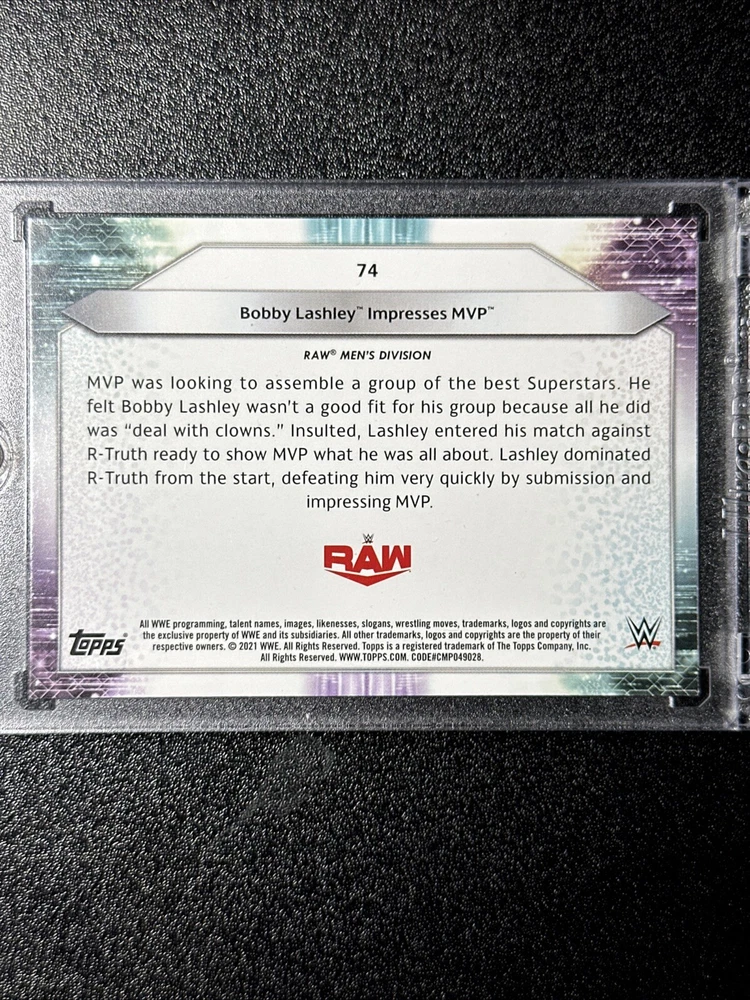 74
Bobby Lashley™ Impresses MVP™
RAW® MEN'S DIVISION
MVP was looking to assemble a group of the best Superstars. He
felt Bobby Lashley wasn't a good fit for his group because all he did
was “deal with clowns.” Insulted, Lashley entered his match against
R-Truth ready to show MVP what he was all about. Lashley dominated
R-Truth from the start, defeating him very quickly by submission and
impressing MVP.
W
RAW
topps®
All WWE programming, talent names, images, likenesses, slogans, wrestling moves, trademarks, logos and copyrights are
the exclusive property of WWE and its subsidiaries. All other trademarks, logos and copyrights are the property of their
respective owners. © 2021 WWE. All Rights Reserved. Topps is a registered trademark of The Topps Company, Inc.
All Rights Reserved. WWW.TOPPS.COM. CODE#CMP049028.
W